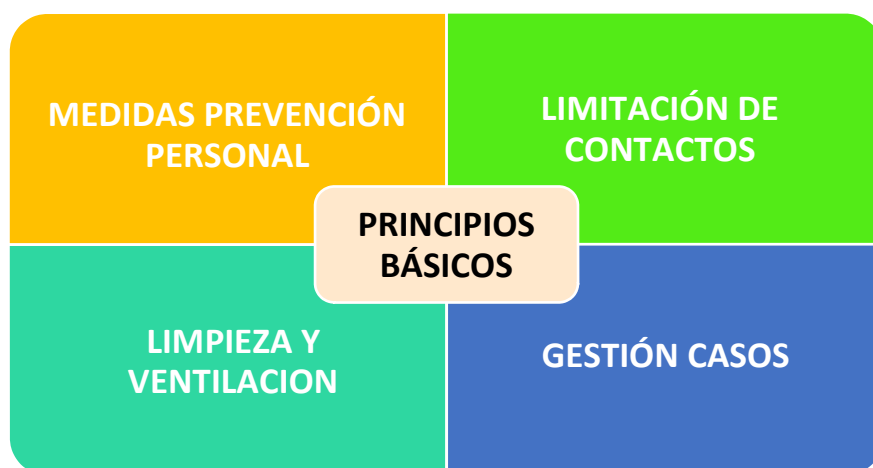 MEDIDAS PREVENCIÓN
PERSONAL
LIMITACIÓN DE
CONTACTOS
PRINCIPIOS
BÁSICOS
LIMPIEZA Y
VENTILACION
GESTIÓN CASOS